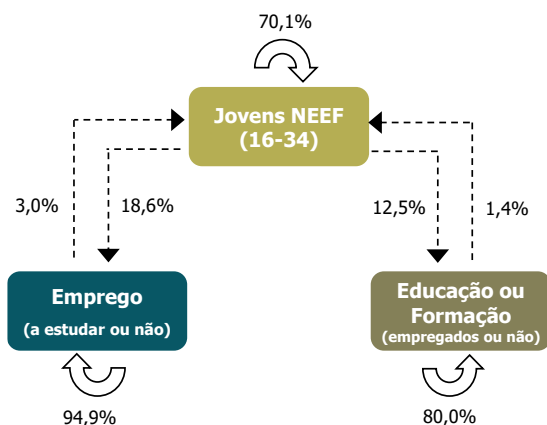 70,1%
Jovens NEEF
(16-34)
3,0%
18,6%
12,5%
1,4%
Emprego
(a estudar ou não)
Educação ou
Formação
(empregados ou não)
94,9%
80,0%